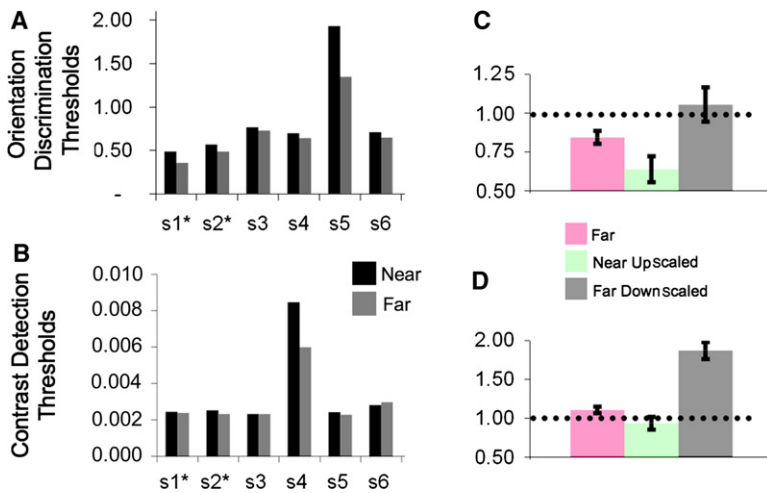 A
Orientation
Discrimination
Thresholds
2.00
1.50
1.00
0.50
-
s1* s2* s3 s4 s5 s6
B
Contrast Detection
Thresholds
0.010
0.008
0.006
0.004
0.002
0.000
Near
Far
s1* s2* s3 s4 s5 s6
C
1.25
1.00
0.75
0.50
Far
Near Upscaled
Far Downscaled
D
2.00
1.50
1.00
0.50